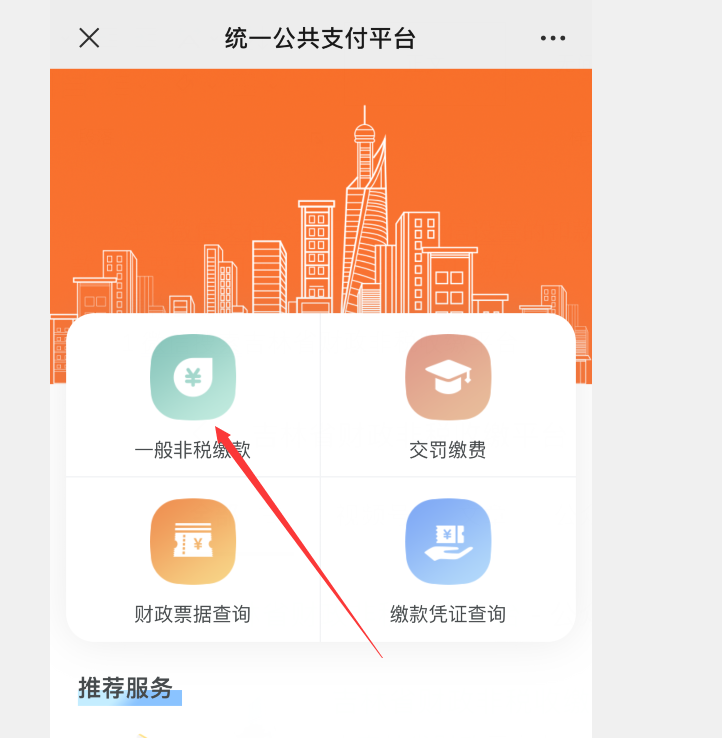 统一公共支付平台
一般非税缴款
交罚缴费
财政票据查询
缴款凭证查询
推荐服务